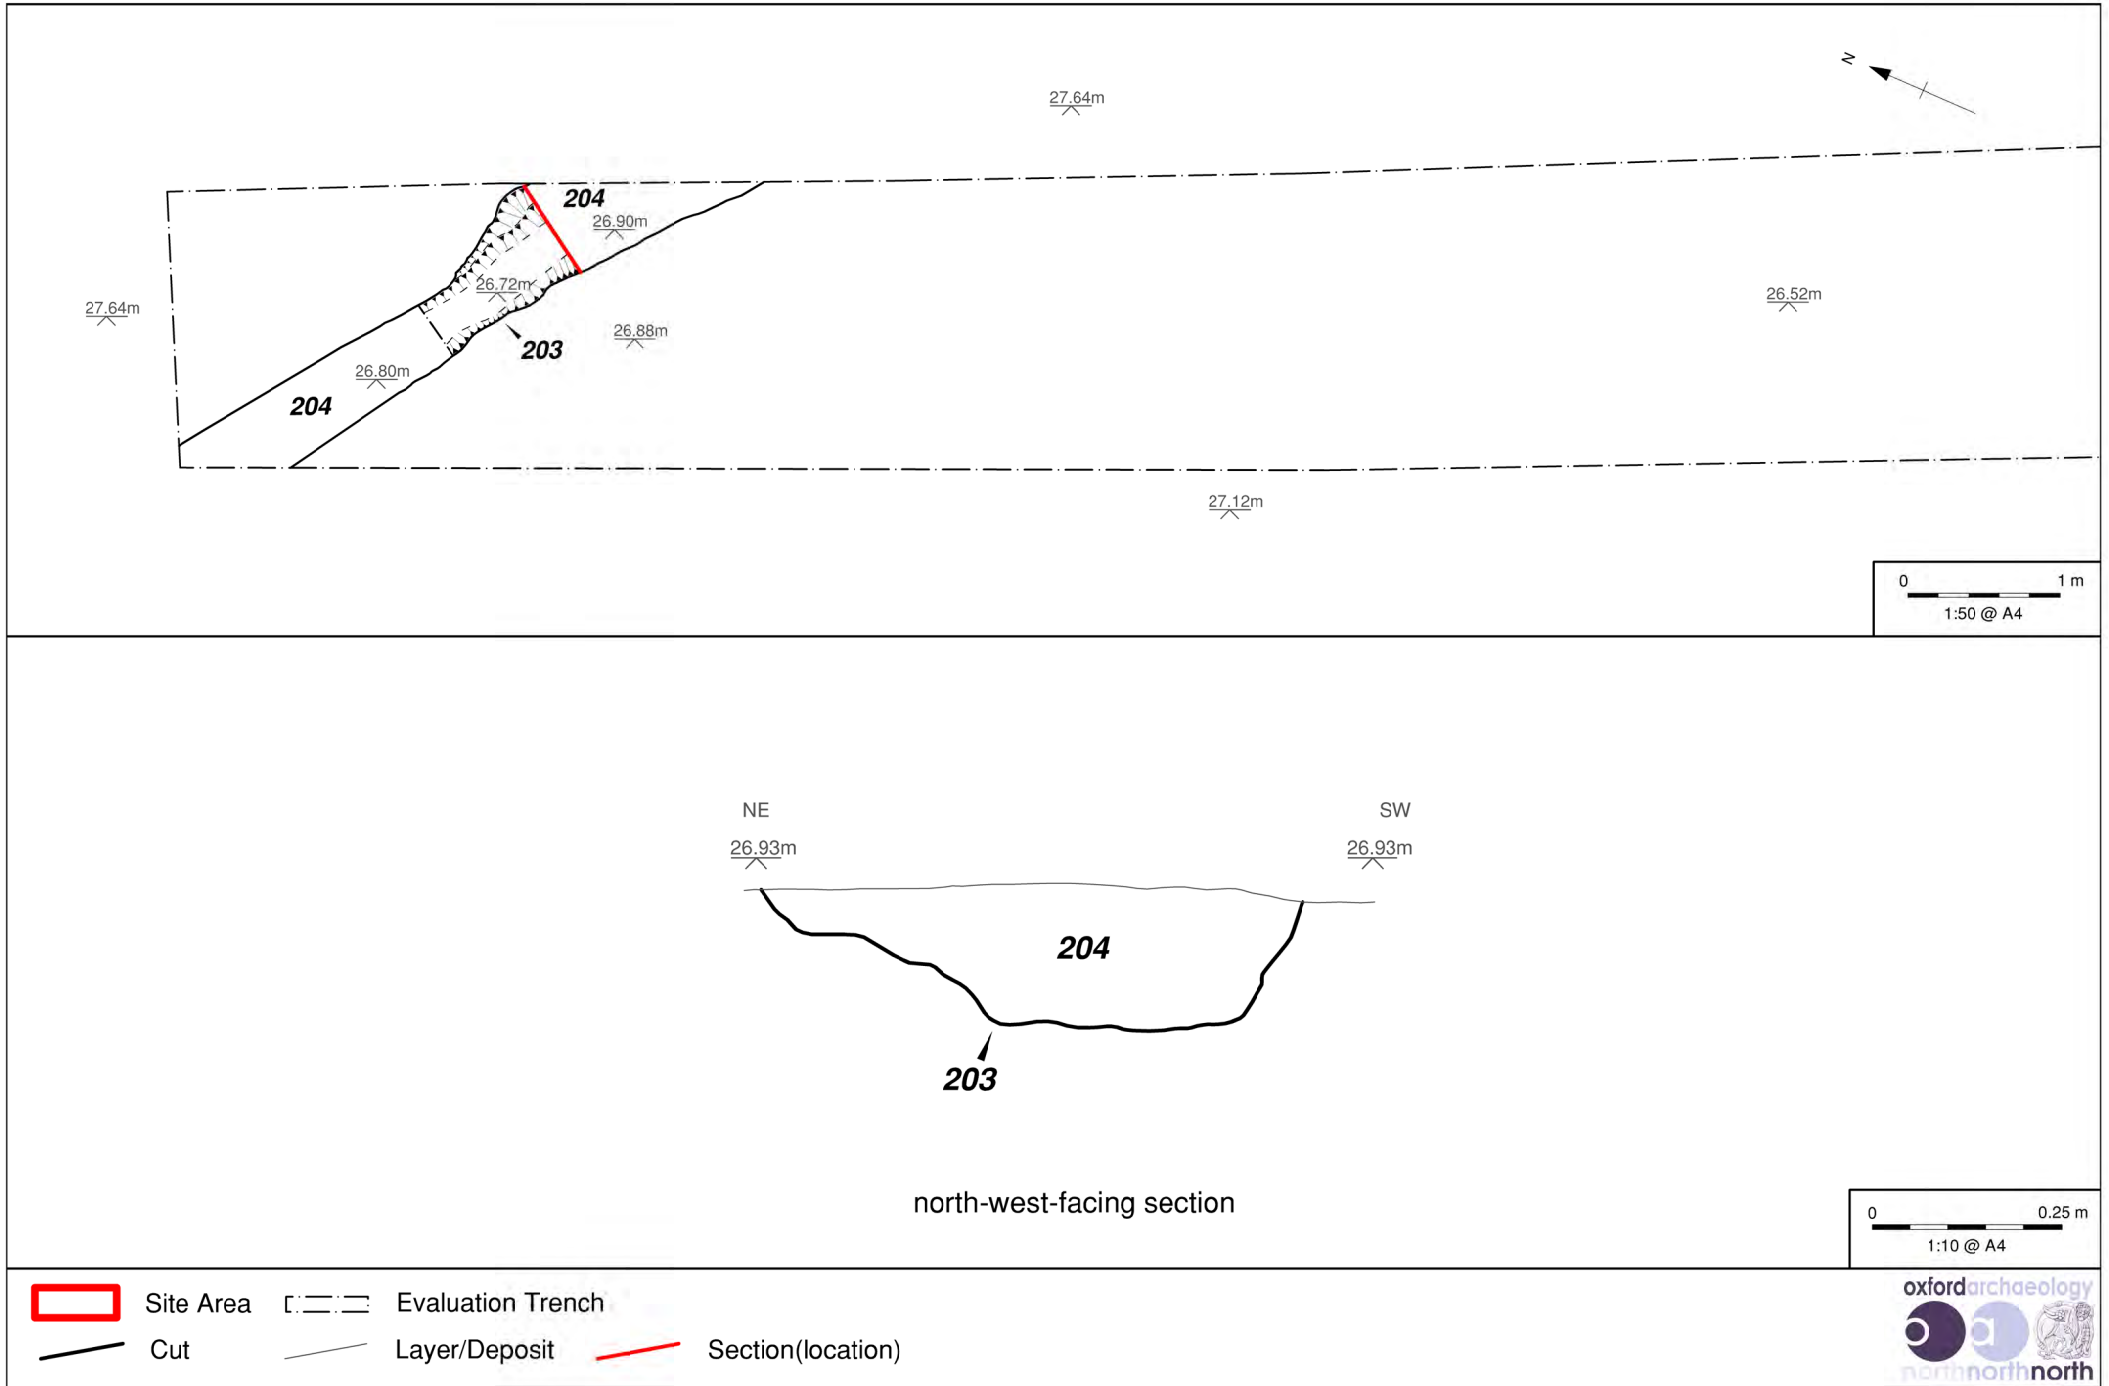 N
27.64m
204
26.90m
26.72m
27.64m
26.52m
26.88m
203
26.80m
204
27.12m
0 1 m
1:50 @ A4
NE SW
26.93m 26.93m
204
203
north-west-facing section
0 0.25 m
1:10 @ A4
Site Area Evaluation Trench
Cut Layer/Deposit Section(location)
oxfordarchaeology
oa
northnorthnorth